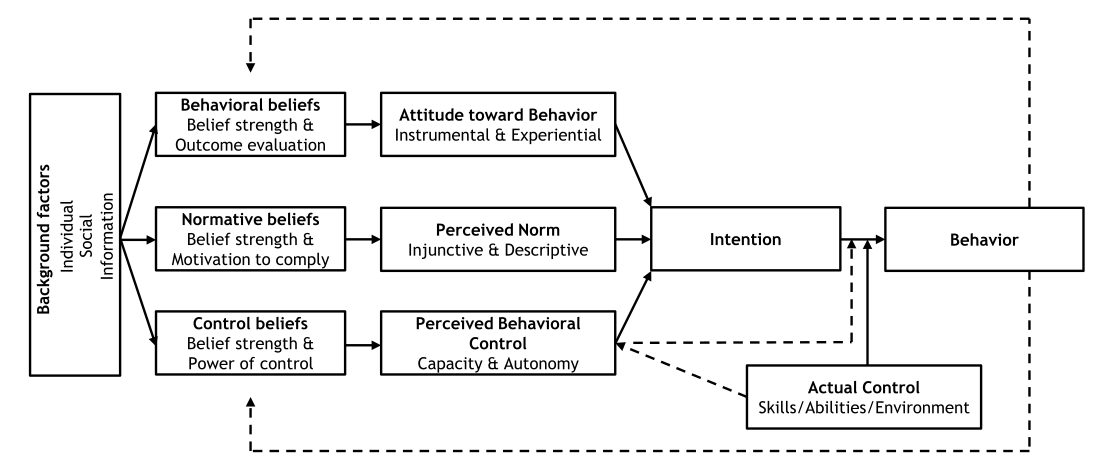 Background factors
Individual
Social
Information
Behavioral beliefs
Belief strength &
Outcome evaluation
Attitude toward Behavior
Instrumental & Experiential
Normative beliefs
Belief strength &
Motivation to comply
Perceived Norm
Injunctive & Descriptive
Intention
Behavior
Control beliefs
Belief strength &
Power of control
Perceived Behavioral
Control
Capacity & Autonomy
Actual Control
Skills/Abilities/Environment